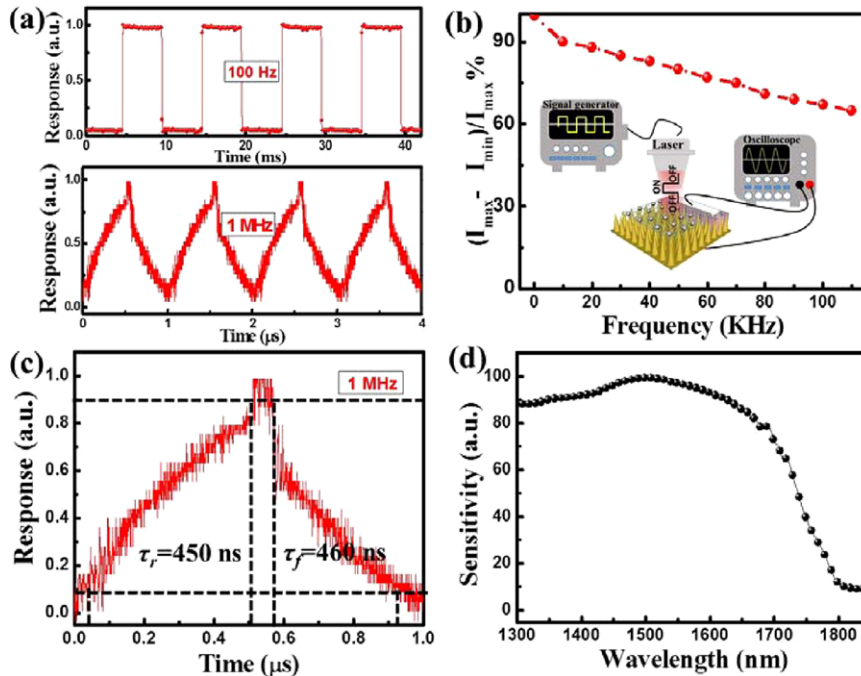 (a)
Response (a.u.)
1.0
0.5
0.0
100 Hz
0 10 20 30 40
Time (ms)
Response (a.u.)
1.0
0.5
0.0
1 MHz
0 1 2 3 4
Time (μs)
(b)
(I_max - I_min)/I_max %
90
60
30
0
Signal generator
Laser
Oscilloscope
ON
OFF
OFF
0 20 40 60 80 100
Frequency (KHz)
(c)
Response (a.u.)
1.0
0.8
0.6
0.4
0.2
0.0
1 MHz
τr=450 ns
τf=460 ns
0.0 0.2 0.4 0.6 0.8 1.0
Time (μs)
(d)
Sensitivity (a.u.)
100
80
60
40
20
0
1300 1400 1500 1600 1700 1800
Wavelength (nm)